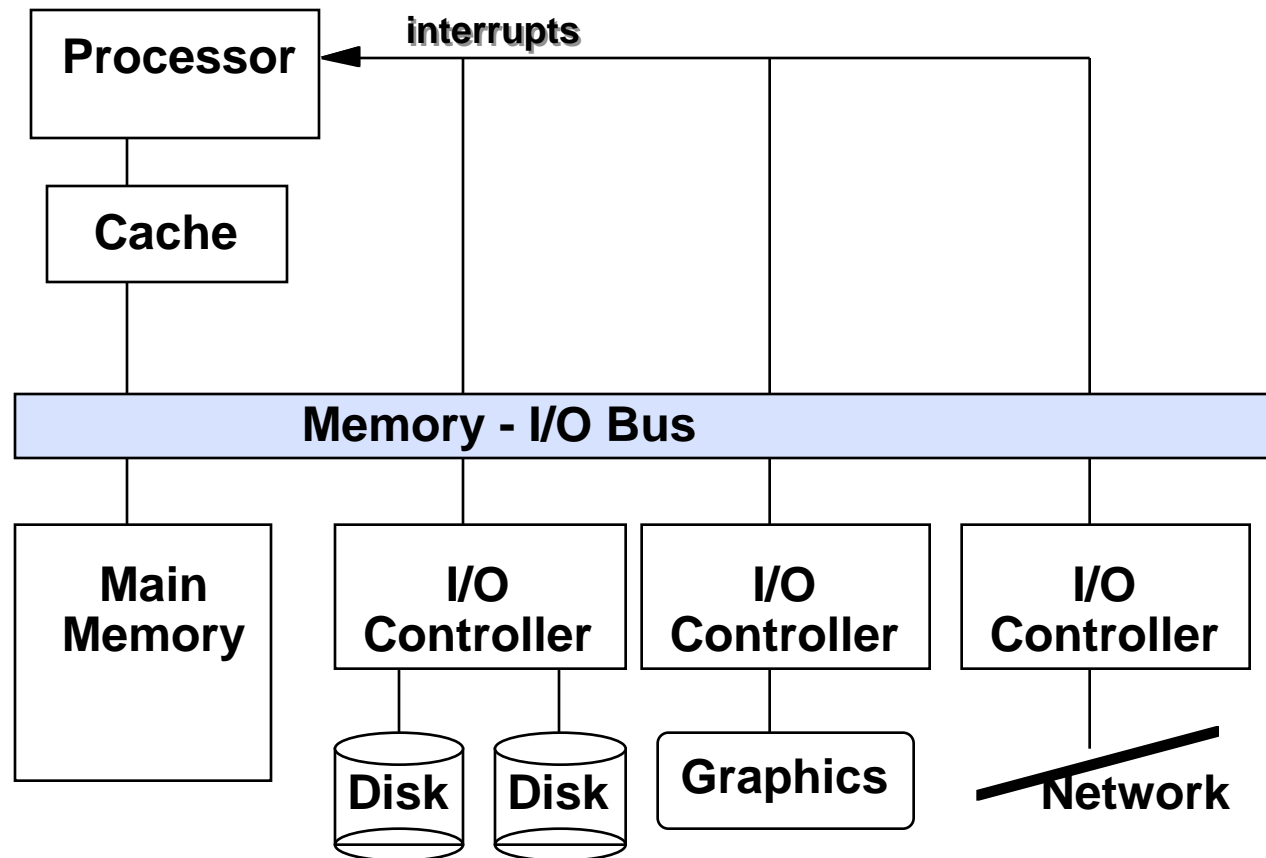 interrupts
Processor
Cache
Memory - I/O Bus
Main
Memory
I/O
Controller
I/O
Controller
I/O
Controller
Disk
Disk
Graphics
Network